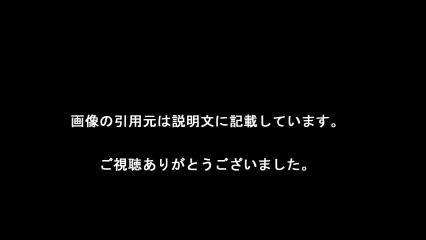 画像の引用元は説明文に記載しています。
ご視聴ありがとうございました。